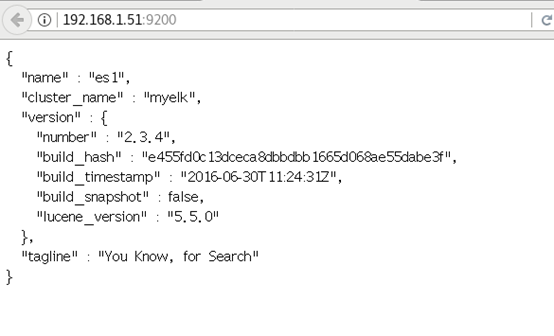 192.168.1.51:9200
{
  "name" : "es1",
  "cluster_name" : "myelk",
  "version" : {
    "number" : "2.3.4",
    "build_hash" : "e455fd0c13dceca8dbbdbb1665d068ae55dabe3f",
    "build_timestamp" : "2016-06-30T11:24:31Z",
    "build_snapshot" : false,
    "lucene_version" : "5.5.0"
  },
  "tagline" : "You Know, for Search"
}